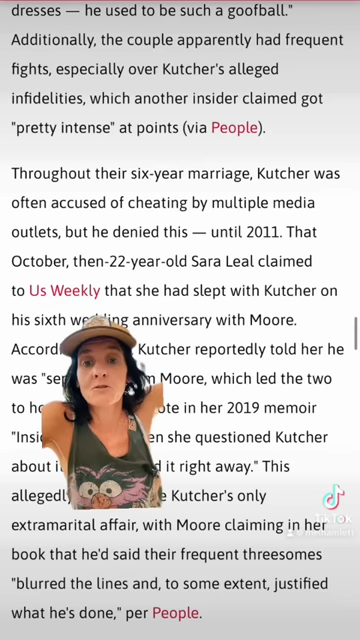 dresses — he used to be such a goofball."
Additionally, the couple apparently had frequent
fights, especially over Kutcher's alleged
infidelities, which another insider claimed got
"pretty intense" at points (via People).
Throughout their six-year marriage, Kutcher was
often accused of cheating by multiple media
outlets, but he denied this — until 2011. That
October, then-22-year-old Sara Leal claimed
to Us Weekly that she had slept with Kutcher on
his sixth wedding anniversary with Moore.
Kutcher reportedly told her he
was Moore, which led the two
to in her 2019 memoir
she questioned Kutcher
about it right away." This
Kutcher's only
extramarital affair, with Moore claiming in her
book that he'd said their frequent threesomes
"blurred the lines and, to some extent, justified
what he's done," per People.
TikTok